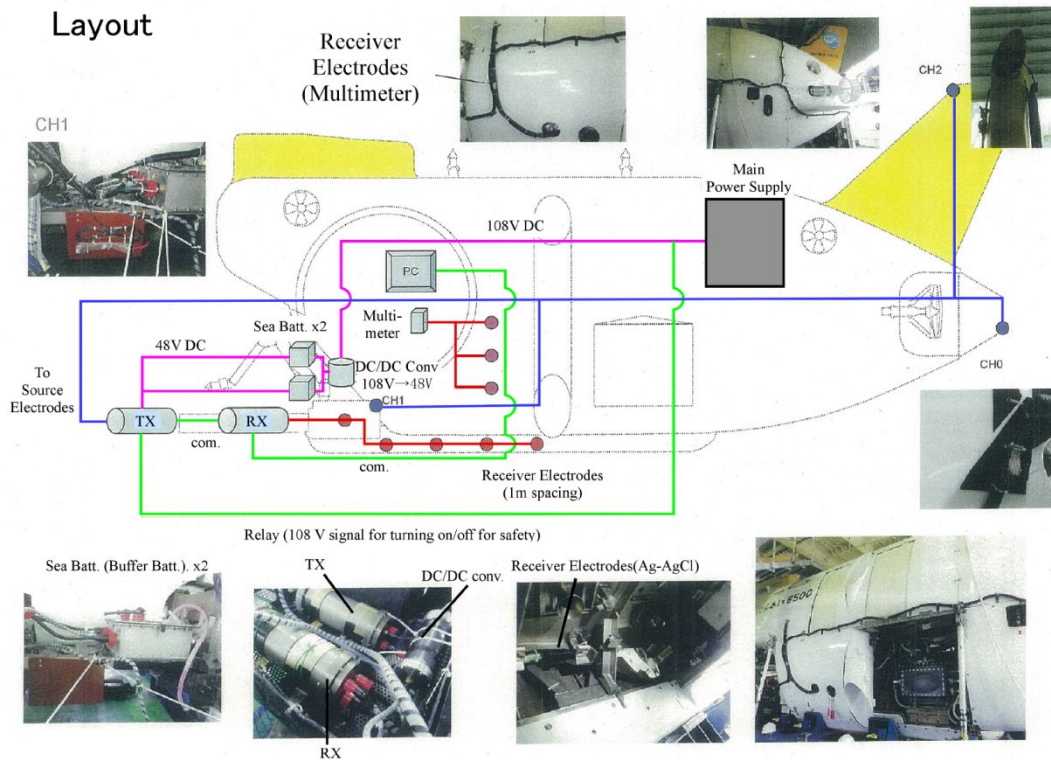 Layout
Receiver
Electrodes
(Multimeter)
CH1
CH2
Main
Power Supply
108V DC
PC
Multi-
meter
Sea Batt. x2
48V DC
DC/DC Conv
108V→48V
CH1
CH0
To
Source
Electrodes
TX
RX
com.
com.
Receiver Electrodes
(1m spacing)
Relay (108 V signal for turning on/off for safety)
Sea Batt. (Buffer Batt.). x2
TX
DC/DC conv.
RX
Receiver Electrodes(Ag-AgCl)